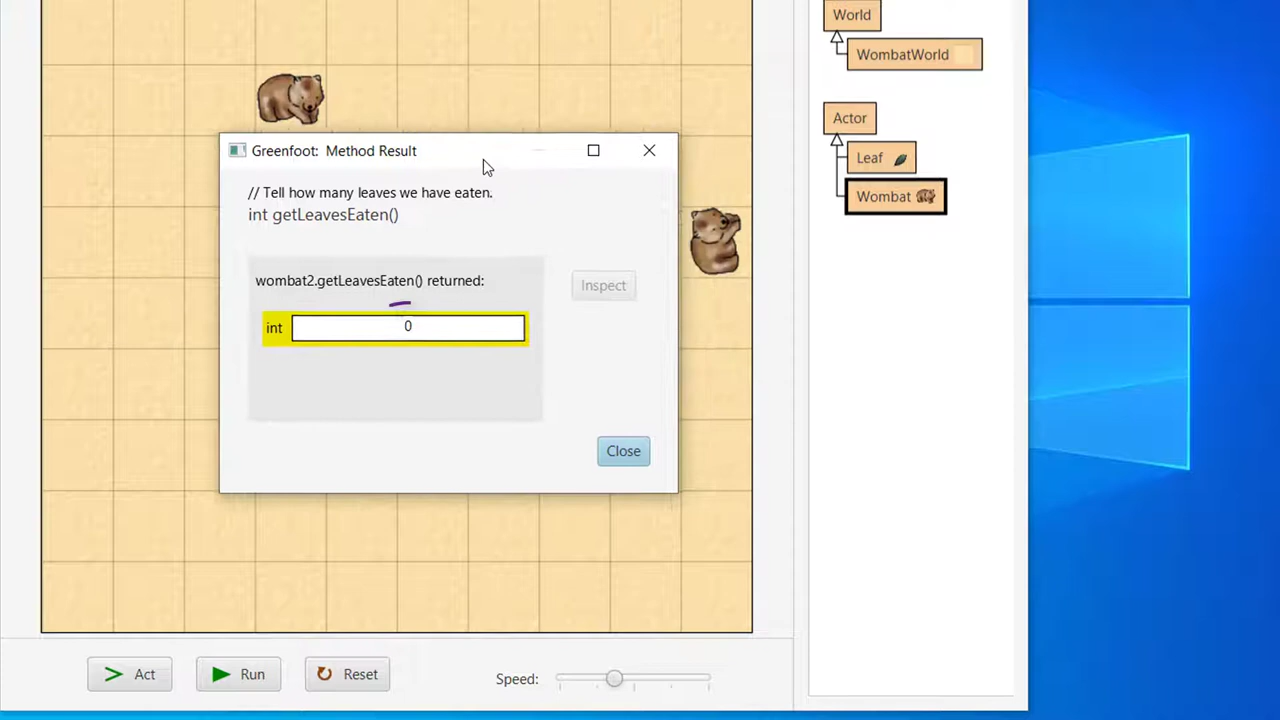 World
WombatWorld
Actor
Leaf
Wombat
Greenfoot: Method Result
// Tell how many leaves we have eaten.
int getLeavesEaten()
wombat2.getLeavesEaten() returned:
Inspect
int 0
Close
Act Run Reset Speed: